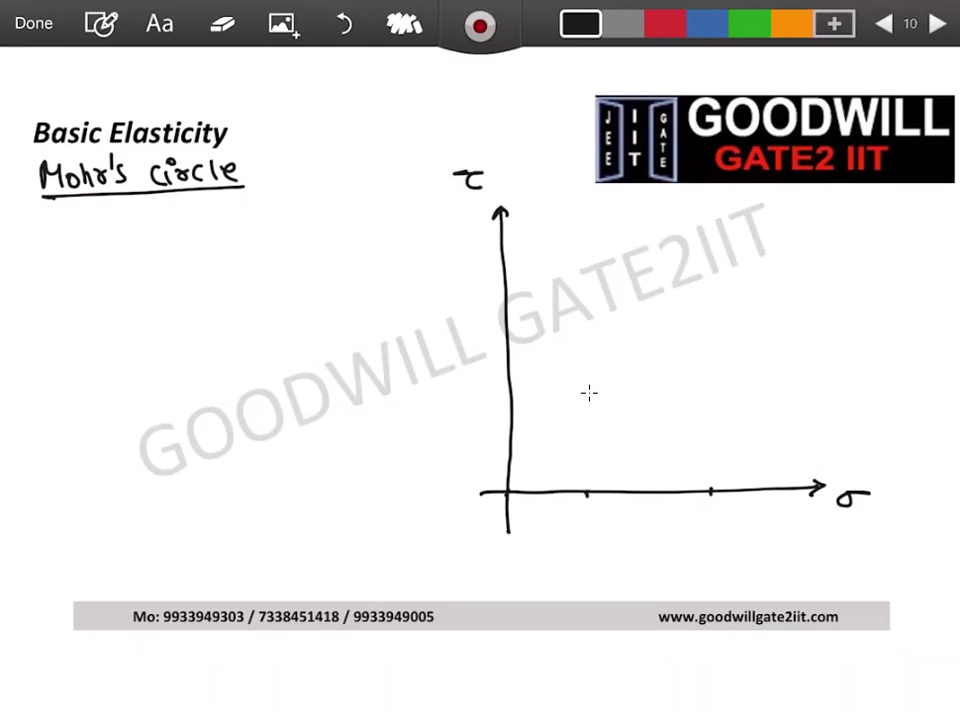 Done Aa 10
Basic Elasticity
Mohr's circle
JEE IIT GATE
GOODWILL
GATE2 IIT
τ
GOODWILL GATE2IIT
σ
Mo: 9933949303 / 7338451418 / 9933949005 www.goodwillgate2iit.com